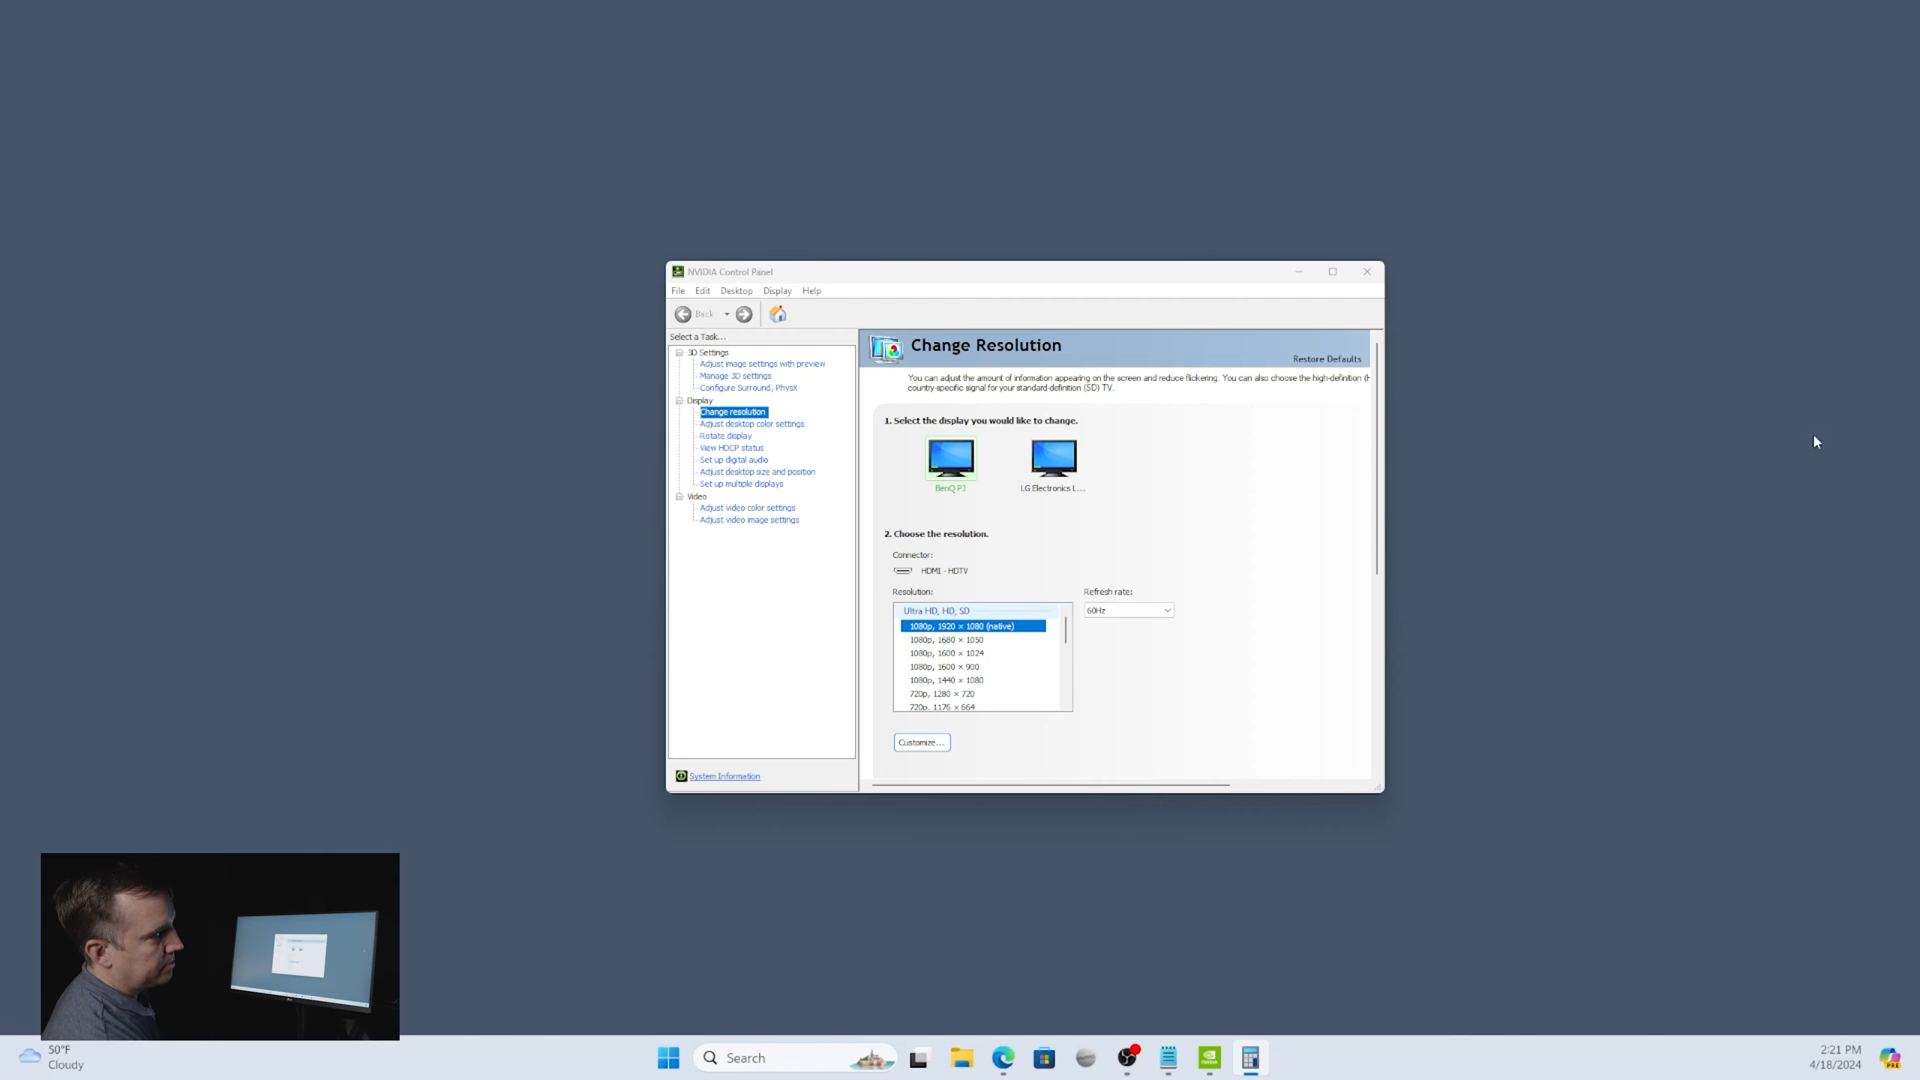 NVIDIA Control Panel
File Edit Desktop Display Help
Back
Select a Task...
3D Settings
Adjust image settings with preview
Manage 3D settings
Configure Surround, PhysX
Display
Change resolution
Adjust desktop color settings
Rotate display
View HDCP status
Set up digital audio
Adjust desktop size and position
Set up multiple displays
Video
Adjust video color settings
Adjust video image settings
System Information
Change Resolution
Restore Defaults
You can adjust the amount of information appearing on the screen and reduce flickering. You can also choose the high-definition (H
country-specific signal for your standard definition (SD) TV.
1. Select the display you would like to change.
BenQ PJ
LG Electronics L...
2. Choose the resolution.
Connector:
HDMI - HDTV
Resolution:
Refresh rate:
Ultra HD, HD, SD
60Hz
1080p, 1920 × 1080 (native)
1080p, 1680 × 1050
1080p, 1600 × 1024
1080p, 1600 × 900
1080p, 1440 × 1080
720p, 1280 × 720
720p, 1176 × 664
Customize...
50°F
Cloudy
Search
2:21 PM
4/18/2024
PRE